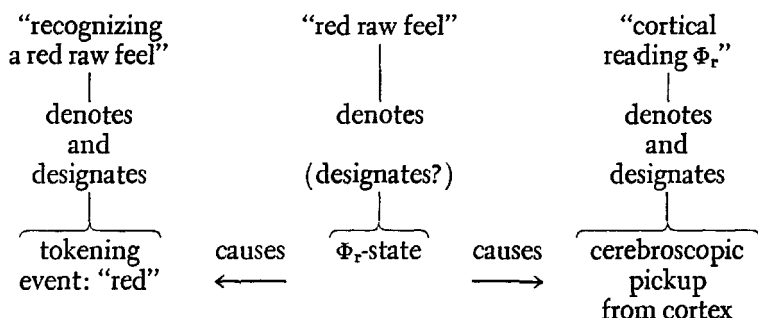 “recognizing “red raw feel” “cortical
a red raw feel” reading Φr”
denotes denotes denotes
and and
designates (designates?) designates
tokening causes Φr-state causes cerebroscopic
event: “red” ← → pickup
from cortex